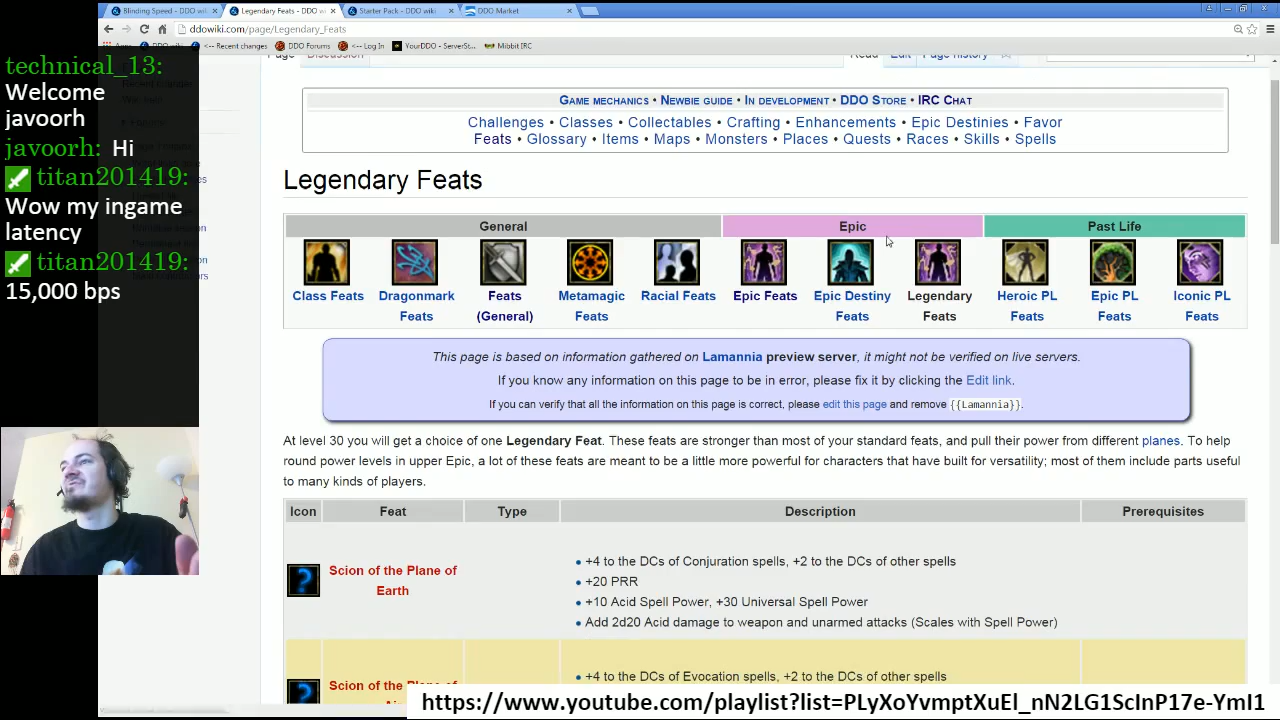 Blinding Speed - DDO wiki
Legendary Feats - DDO w
Starter Pack - DDO wiki
DDO Market
ddowiki.com/page/Legendary_Feats
<-- Recent changes
DDO Forums
<-- Log In
YourDDO - ServerSt...
Mibbit IRC
technical_13:
Welcome
javoorh
javoorh: Hi
titan201419:
Wow my ingame
latency
titan201419:
15,000 bps
Page Discussion Read Edit Page history
Game mechanics • Newbie guide • In development • DDO Store • IRC Chat
Challenges • Classes • Collectables • Crafting • Enhancements • Epic Destinies • Favor
Feats • Glossary • Items • Maps • Monsters • Places • Quests • Races • Skills • Spells
Legendary Feats
General Epic Past Life
Class Feats
Dragonmark Feats
Feats (General)
Metamagic Feats
Racial Feats
Epic Feats
Epic Destiny Feats
Legendary Feats
Heroic PL Feats
Epic PL Feats
Iconic PL Feats
This page is based on information gathered on Lamannia preview server, it might not be verified on live servers.
If you know any information on this page to be in error, please fix it by clicking the Edit link.
If you can verify that all the information on this page is correct, please edit this page and remove {{Lamannia}}.
At level 30 you will get a choice of one Legendary Feat. These feats are stronger than most of your standard feats, and pull their power from different planes. To help
round power levels in upper Epic, a lot of these feats are meant to be a little more powerful for characters that have built for versatility; most of them include parts useful
to many kinds of players.
Icon Feat Type Description Prerequisites
Scion of the Plane of
Earth
• +4 to the DCs of Conjuration spells, +2 to the DCs of other spells
• +20 PRR
• +10 Acid Spell Power, +30 Universal Spell Power
• Add 2d20 Acid damage to weapon and unarmed attacks (Scales with Spell Power)
Scion of the Plane of
• +4 to the DCs of Evocation spells, +2 to the DCs of other spells
https://www.youtube.com/playlist?list=PLyXoYvmptXuEl_nN2LG1ScInP17e-YmI1